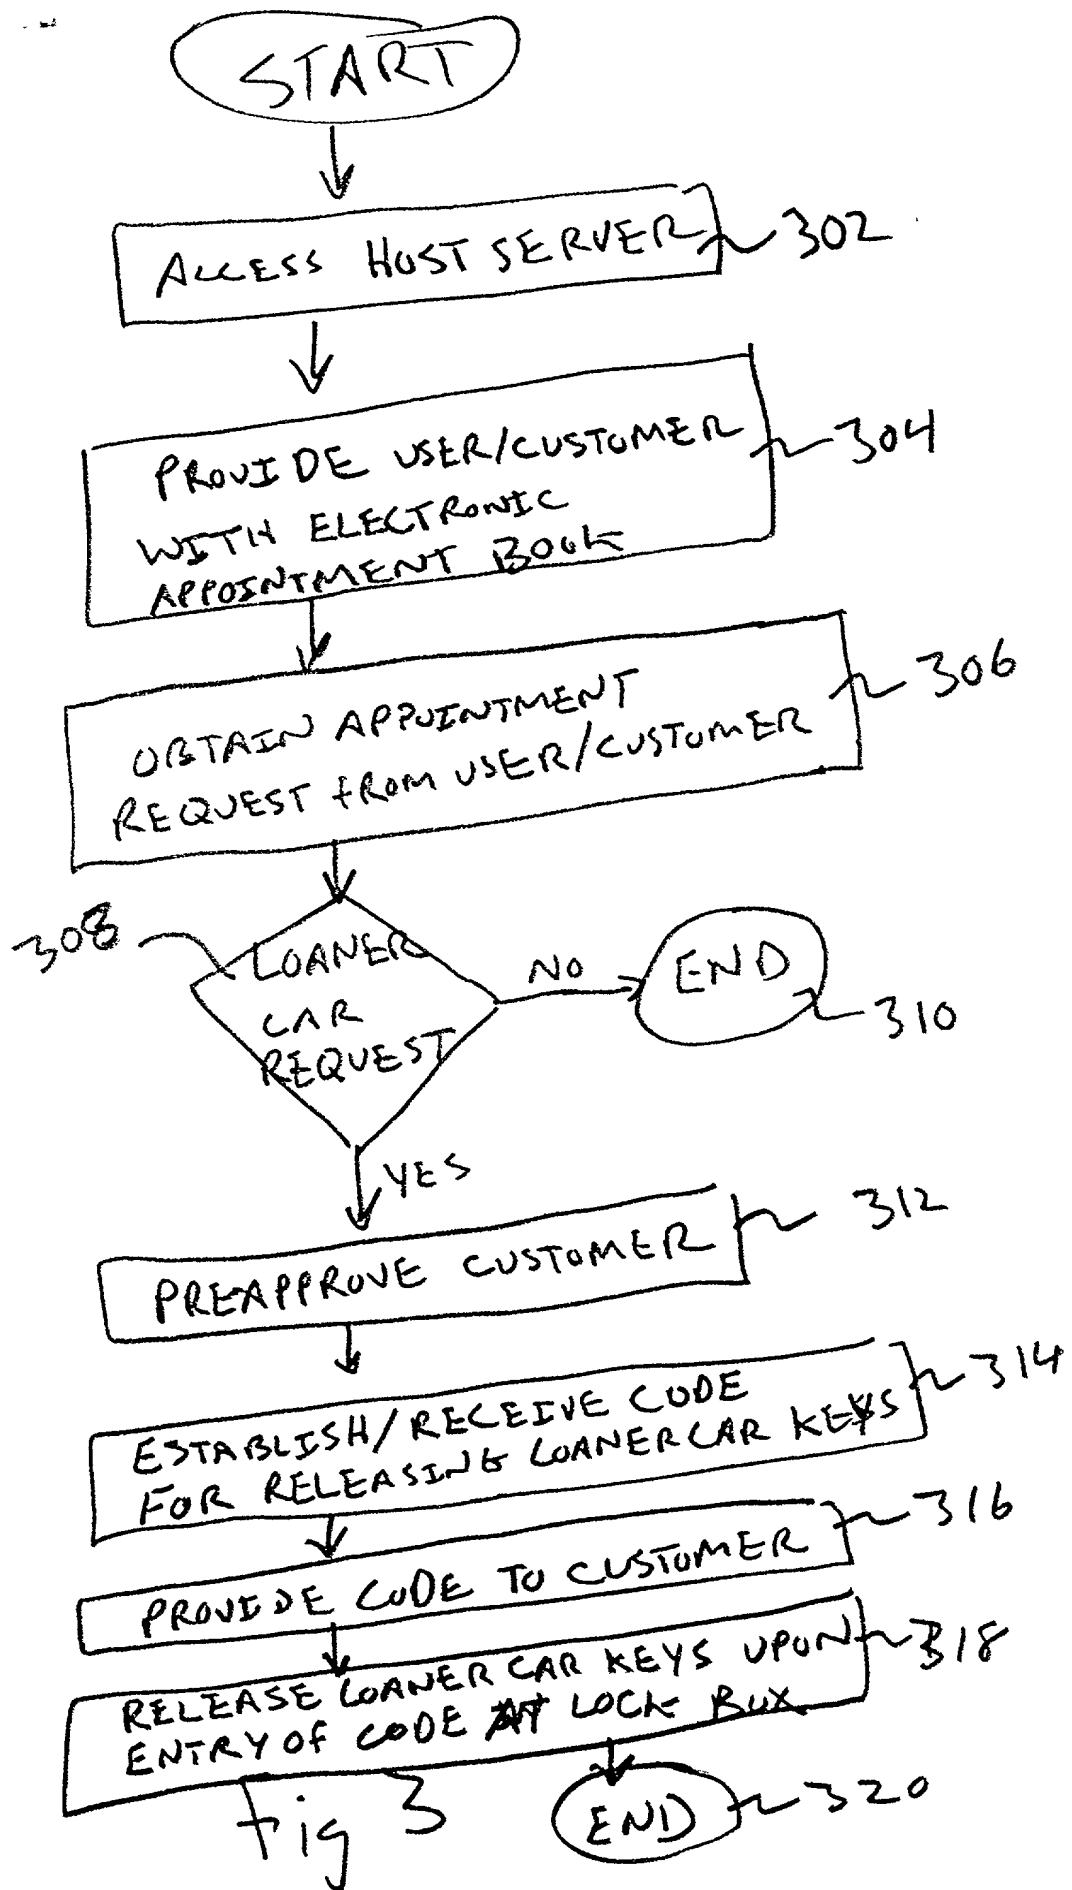 START
ACCESS HOST SERVER
302
PROVIDE USER/CUSTOMER
WITH ELECTRONIC
APPOINTMENT BOOK
304
OBTAIN APPOINTMENT
REQUEST FROM USER/CUSTOMER
306
308
LOANER
CAR
REQUEST
NO
END
310
YES
PREAPPROVE CUSTOMER
312
ESTABLISH/RECEIVE CODE
FOR RELEASING LOANER CAR KEYS
314
PROVIDE CODE TO CUSTOMER
316
RELEASE LOANER CAR KEYS UPON
ENTRY OF CODE AT LOCK BOX
318
END
320
Fig 3